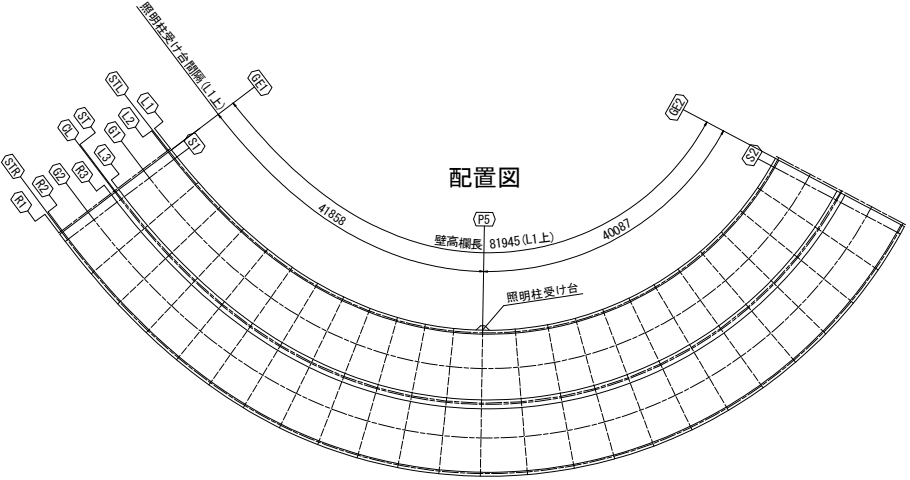 配置図
照明柱受け台間隔(L1上)
GE1
GE2
STL
L1
L2
ST
G1
CL
L3
S1
STR
R3
G2
R2
R1
S2
P5
41858
40087
壁高欄長 81945(L1上)
照明柱受け台